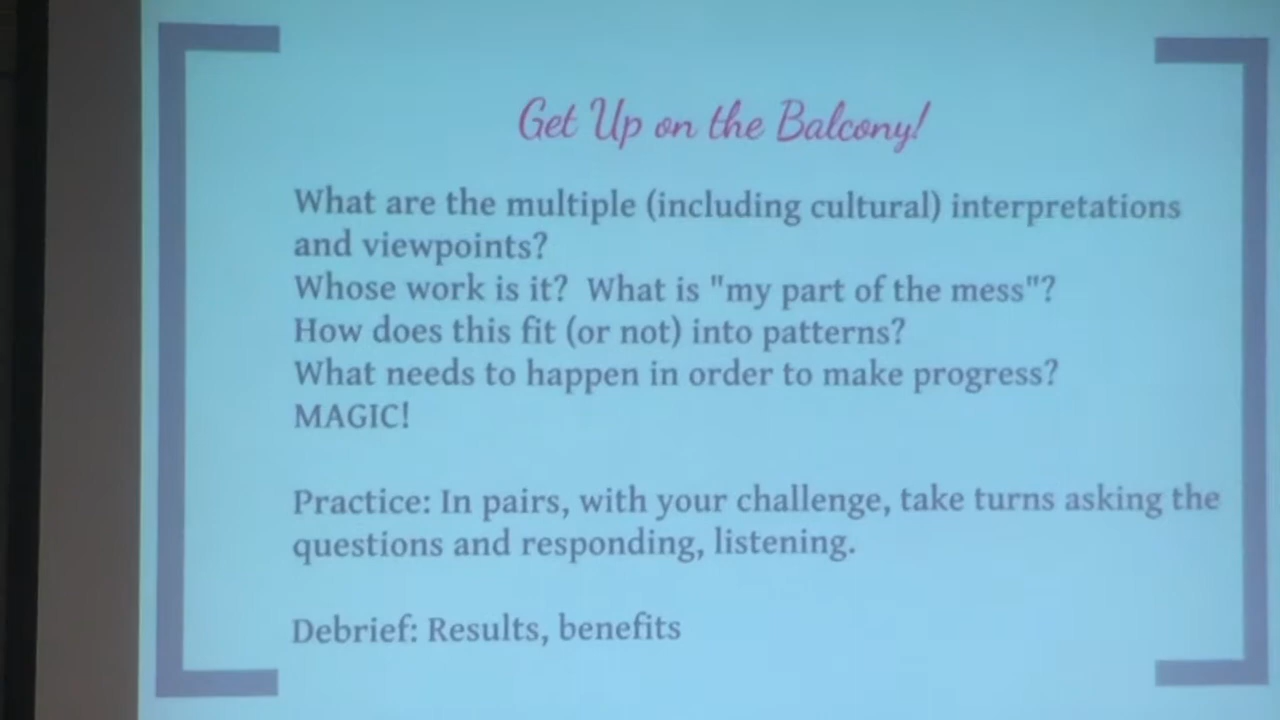 Get Up on the Balcony!
What are the multiple (including cultural) interpretations
and viewpoints?
Whose work is it?  What is "my part of the mess"?
How does this fit (or not) into patterns?
What needs to happen in order to make progress?
MAGIC!
Practice: In pairs, with your challenge, take turns asking the
questions and responding, listening.
Debrief: Results, benefits